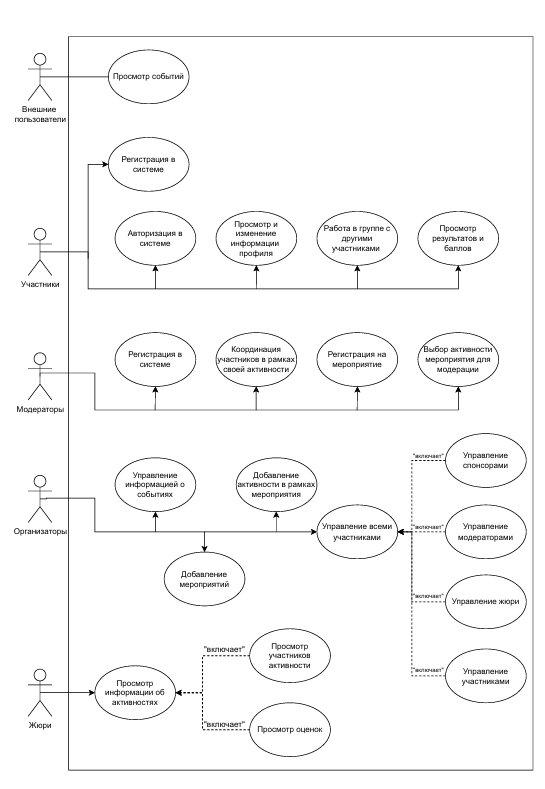 Просмотр событий
Внешние
пользователи
Регистрация в
системе
Авторизация в
системе
Просмотр и
изменение
информации
профиля
Работа в группе с
другими
участниками
Просмотр
результатов и
баллов
Участники
Регистрация в
системе
Координация
участников в рамках
своей активности
Регистрация на
мероприятие
Выбор активности
мероприятия для
модерации
Модераторы
Управление
информацией о
событиях
Добавление
активности в рамках
мероприятия
"включает"
Управление
спонсорами
Организаторы
Управление всеми
участниками
"включает"
Управление
модераторами
Добавление
мероприятий
"включает"
Управление жюри
"включает"
Управление
участниками
"включает"
Просмотр
участников
активности
Просмотр
информации об
активностях
Жюри
"включает"
Просмотр оценок